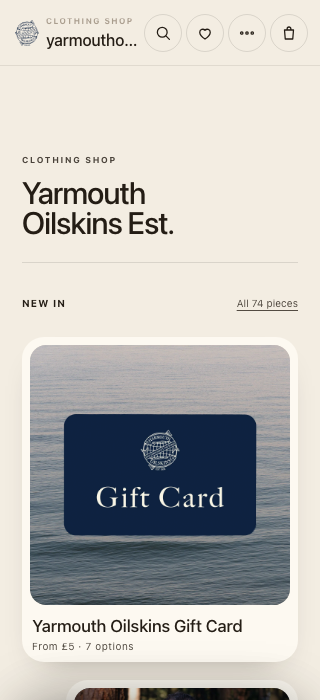 CLOTHING SHOP
yarmoutho...
CLOTHING SHOP
Yarmouth
Oilskins Est.
NEW IN
All 74 pieces
Gift Card
Yarmouth Oilskins Gift Card
From £5 · 7 options